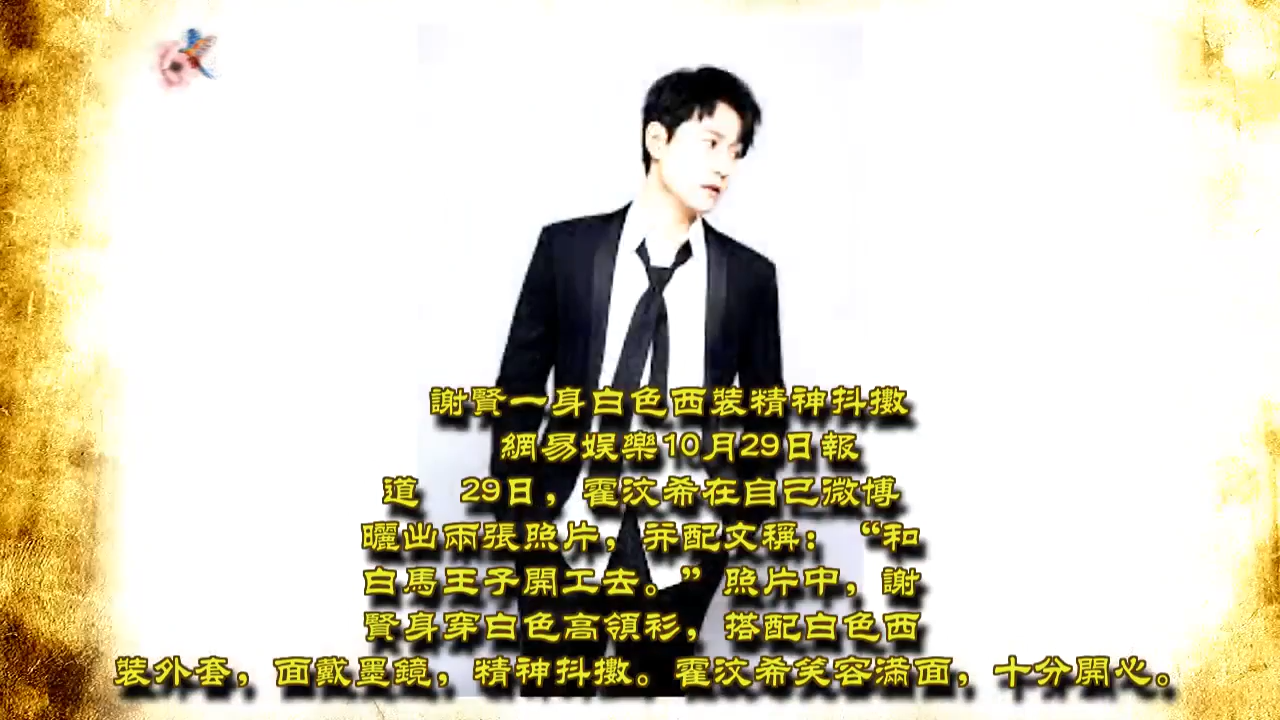 謝賢一身白色西裝精神抖擻
網易娛樂10月29日報
道 29日，霍汶希在自己微博
曬出兩張照片，并配文稱：“和
白馬王子開工去。”照片中，謝
賢身穿白色高領衫，搭配白色西
裝外套，面戴墨鏡，精神抖擻。霍汶希笑容滿面，十分開心。